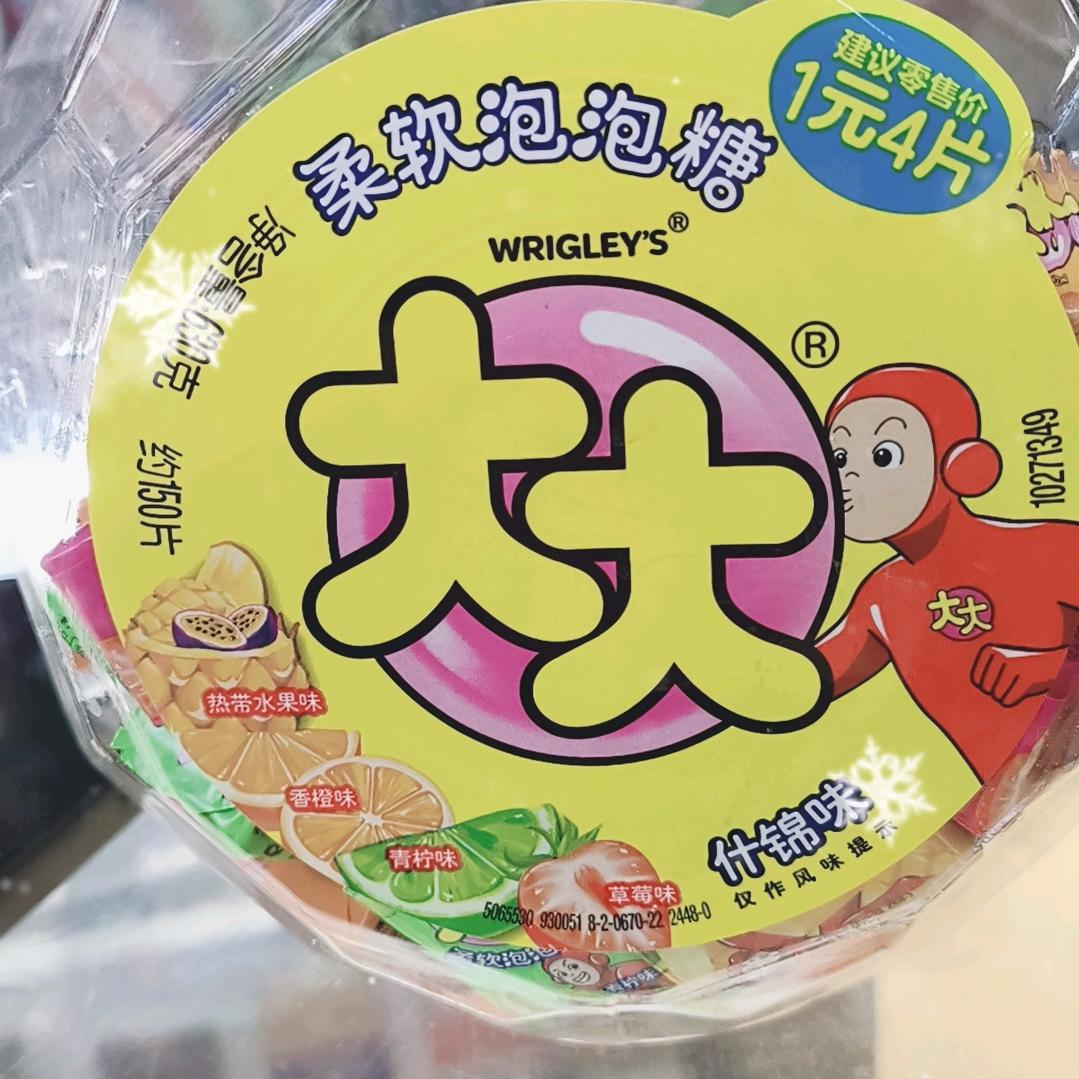 建议零售价
1元4片
柔软泡泡糖
WRIGLEY'S®
净含量:630克
约150片
大大®
大大
10271349
热带水果味
香橙味
青柠味
草莓味
什锦味
仅作风味提示
5065530 930051 8-2-0670-22 2448-0
柔软泡泡
青柠味